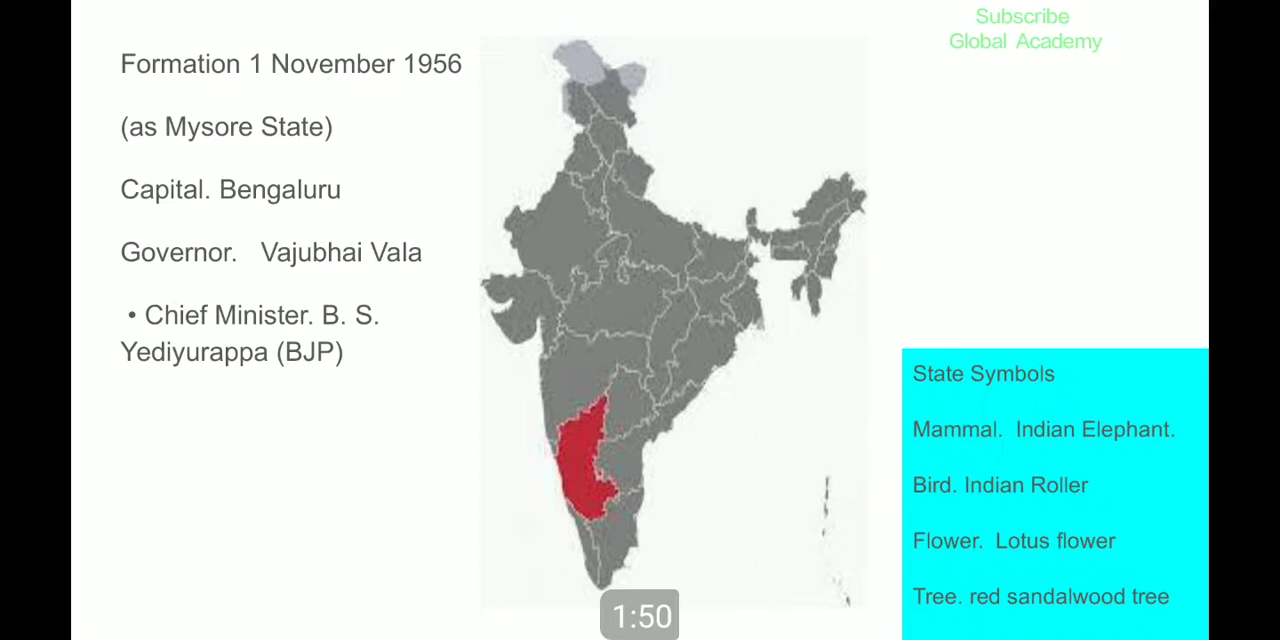 Subscribe
Global Academy
Formation 1 November 1956
(as Mysore State)
Capital. Bengaluru
Governor. Vajubhai Vala
• Chief Minister. B. S.
Yediyurappa (BJP)
State Symbols
Mammal. Indian Elephant.
Bird. Indian Roller
Flower. Lotus flower
Tree. red sandalwood tree
1:50